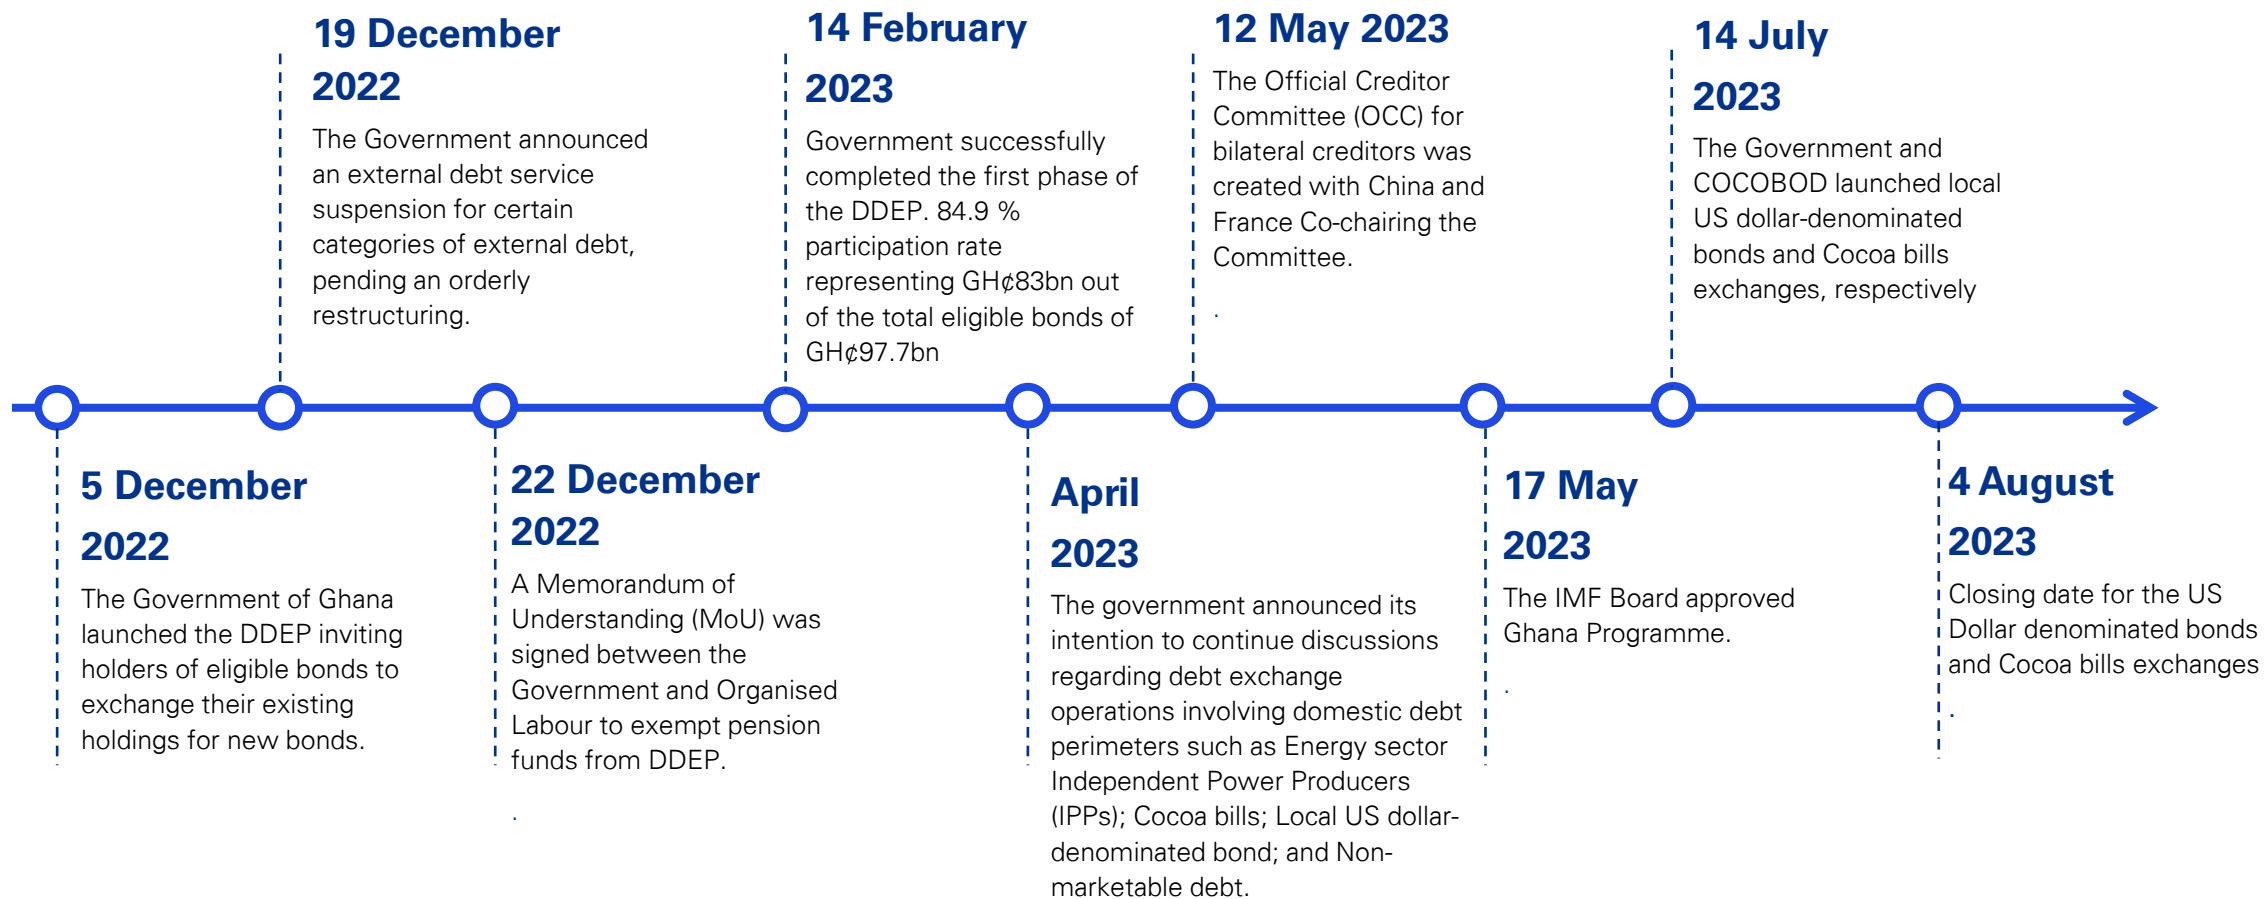 19 December
2022
The Government announced
an external debt service
suspension for certain
categories of external debt,
pending an orderly
restructuring.
14 February
2023
Government successfully
completed the first phase of
the DDEP. 84.9 %
participation rate
representing GH¢83bn out
of the total eligible bonds of
GH¢97.7bn
12 May 2023
The Official Creditor
Committee (OCC) for
bilateral creditors was
created with China and
France Co-chairing the
Committee.
.
14 July
2023
The Government and
COCOBOD launched local
US dollar-denominated
bonds and Cocoa bills
exchanges, respectively
5 December
2022
The Government of Ghana
launched the DDEP inviting
holders of eligible bonds to
exchange their existing
holdings for new bonds.
22 December
2022
A Memorandum of
Understanding (MoU) was
signed between the
Government and Organised
Labour to exempt pension
funds from DDEP.
.
April
2023
The government announced its
intention to continue discussions
regarding debt exchange
operations involving domestic debt
perimeters such as Energy sector
Independent Power Producers
(IPPs); Cocoa bills; Local US dollar-
denominated bond; and Non-
marketable debt.
17 May
2023
The IMF Board approved
Ghana Programme.
.
4 August
2023
Closing date for the US
Dollar denominated bonds
and Cocoa bills exchanges
.